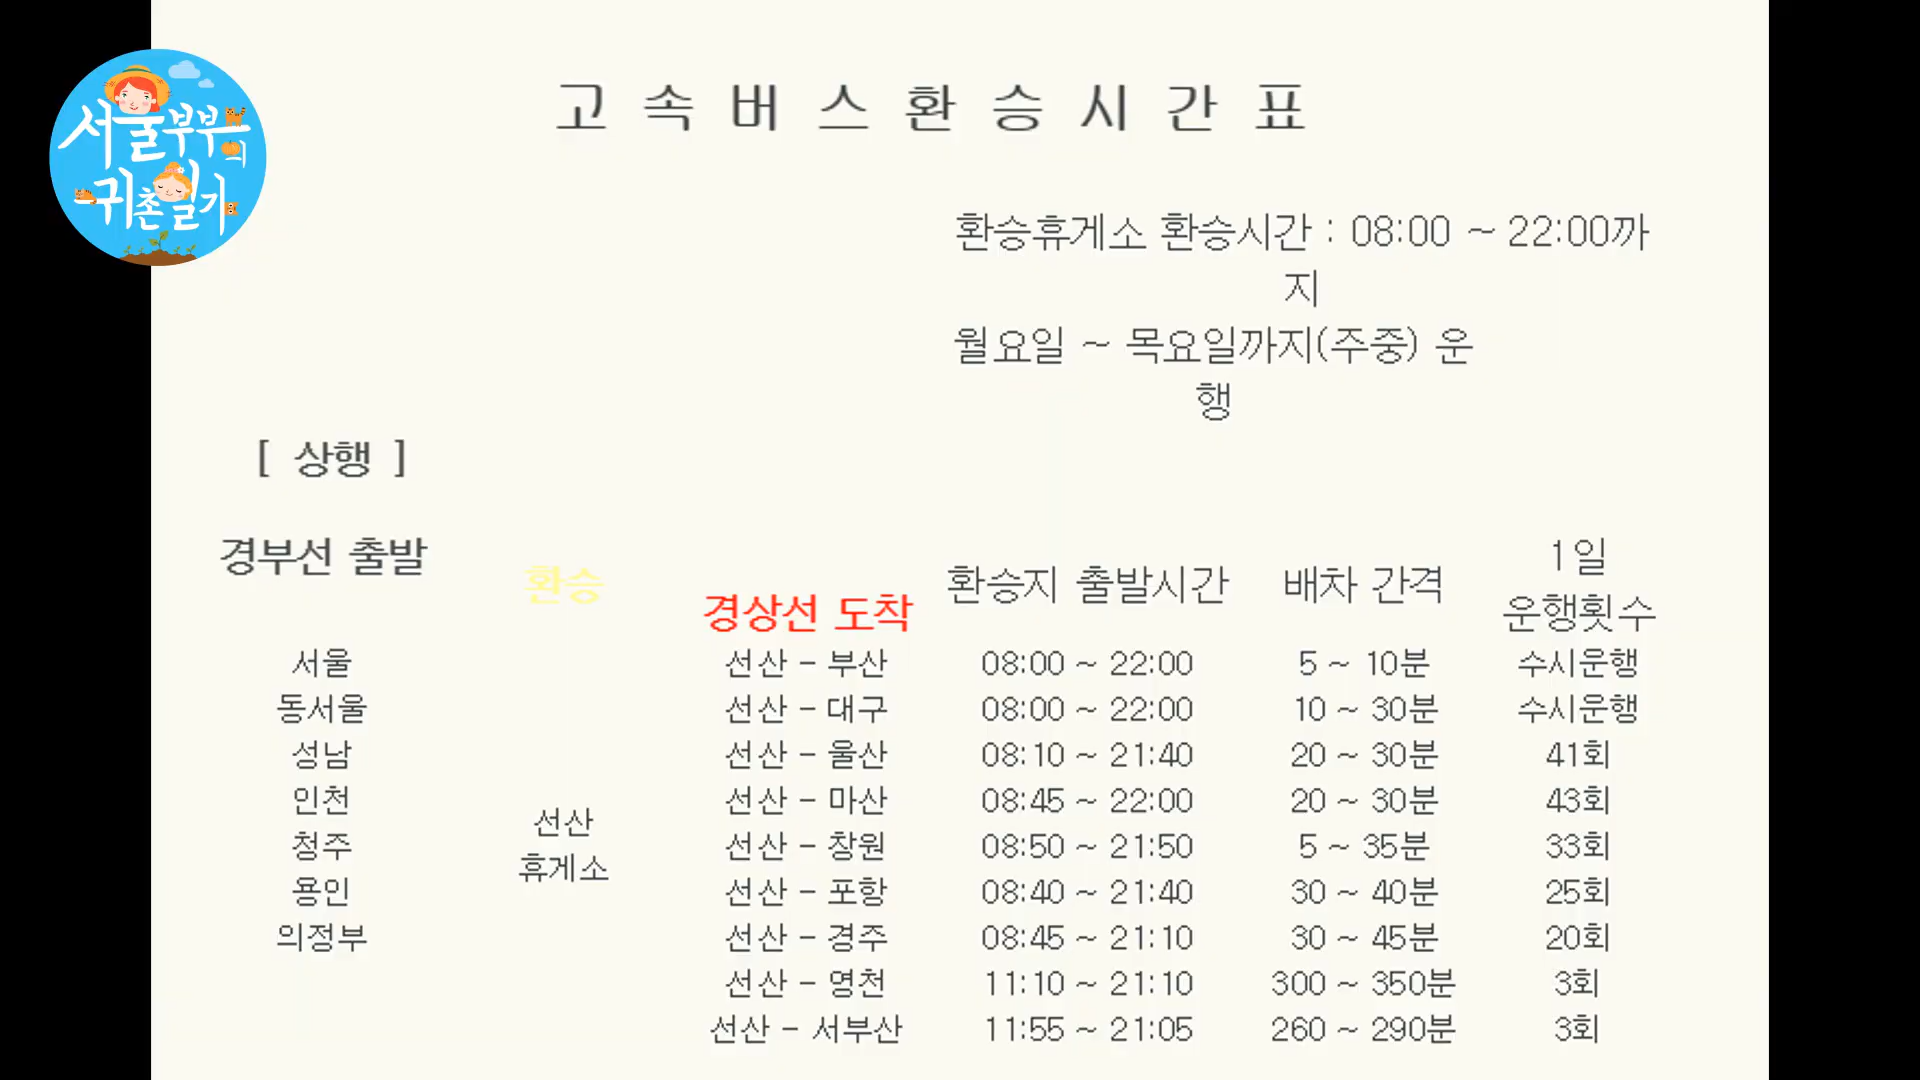 서울부부의
귀촌일기
고 속 버 스 환 승 시 간 표
환승휴게소 환승시간 : 08:00 ~ 22:00까
지
월요일 ~ 목요일까지(주중) 운
행
[ 상행 ]
경부선 출발 환승 경상선 도착 환승지 출발시간 배차 간격 1일
운행횟수
서울 선산 - 부산 08:00 ~ 22:00 5 ~ 10분 수시운행
동서울 선산 - 대구 08:00 ~ 22:00 10 ~ 30분 수시운행
성남 선산 - 울산 08:10 ~ 21:40 20 ~ 30분 41회
인천 선산 - 마산 08:45 ~ 22:00 20 ~ 30분 43회
선산
청주 선산 - 창원 08:50 ~ 21:50 5 ~ 35분 33회
휴게소
용인 선산 - 포항 08:40 ~ 21:40 30 ~ 40분 25회
의정부 선산 - 경주 08:45 ~ 21:10 30 ~ 45분 20회
선산 - 영천 11:10 ~ 21:10 300 ~ 350분 3회
선산 - 서부산 11:55 ~ 21:05 260 ~ 290분 3회